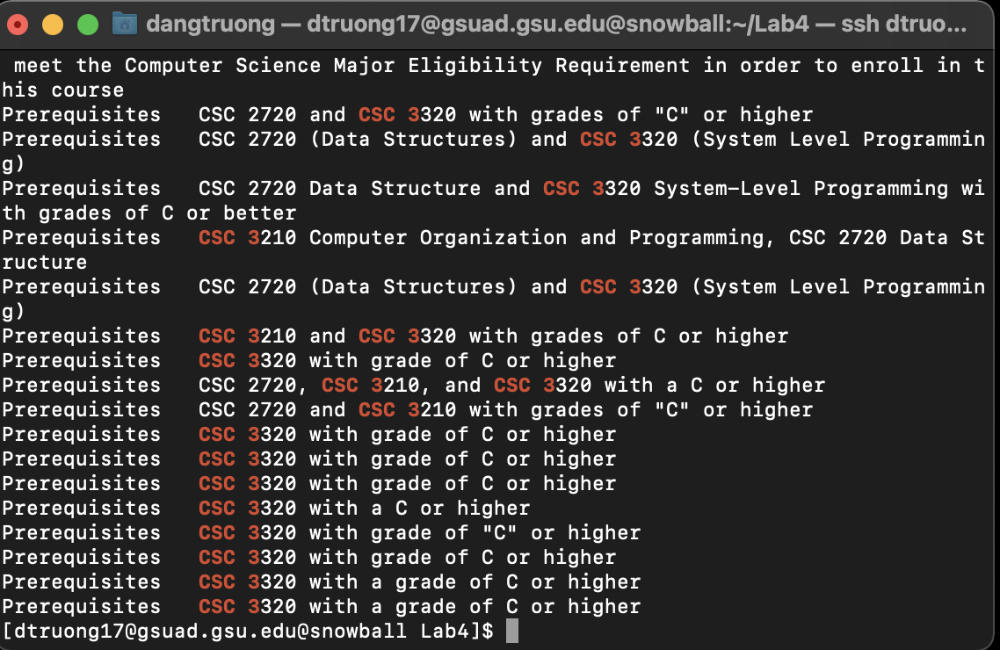 dangtruong — dtruong17@gsuad.gsu.edu@snowball:~/Lab4 — ssh dtruo...
meet the Computer Science Major Eligibility Requirement in order to enroll in t
his course
Prerequisites   CSC 2720 and CSC 3320 with grades of "C" or higher
Prerequisites   CSC 2720 (Data Structures) and CSC 3320 (System Level Programmin
g)
Prerequisites   CSC 2720 Data Structure and CSC 3320 System–Level Programming wi
th grades of C or better
Prerequisites   CSC 3210 Computer Organization and Programming, CSC 2720 Data St
ructure
Prerequisites   CSC 2720 (Data Structures) and CSC 3320 (System Level Programmin
g)
Prerequisites   CSC 3210 and CSC 3320 with grades of C or higher
Prerequisites   CSC 3320 with grade of C or higher
Prerequisites   CSC 2720, CSC 3210, and CSC 3320 with a C or higher
Prerequisites   CSC 2720 and CSC 3210 with grades of "C" or higher
Prerequisites   CSC 3320 with grade of C or higher
Prerequisites   CSC 3320 with grade of C or higher
Prerequisites   CSC 3320 with grade of C or higher
Prerequisites   CSC 3320 with a C or higher
Prerequisites   CSC 3320 with grade of "C" or higher
Prerequisites   CSC 3320 with grade of C or higher
Prerequisites   CSC 3320 with a grade of C or higher
Prerequisites   CSC 3320 with a grade of C or higher
[dtruong17@gsuad.gsu.edu@snowball Lab4]$